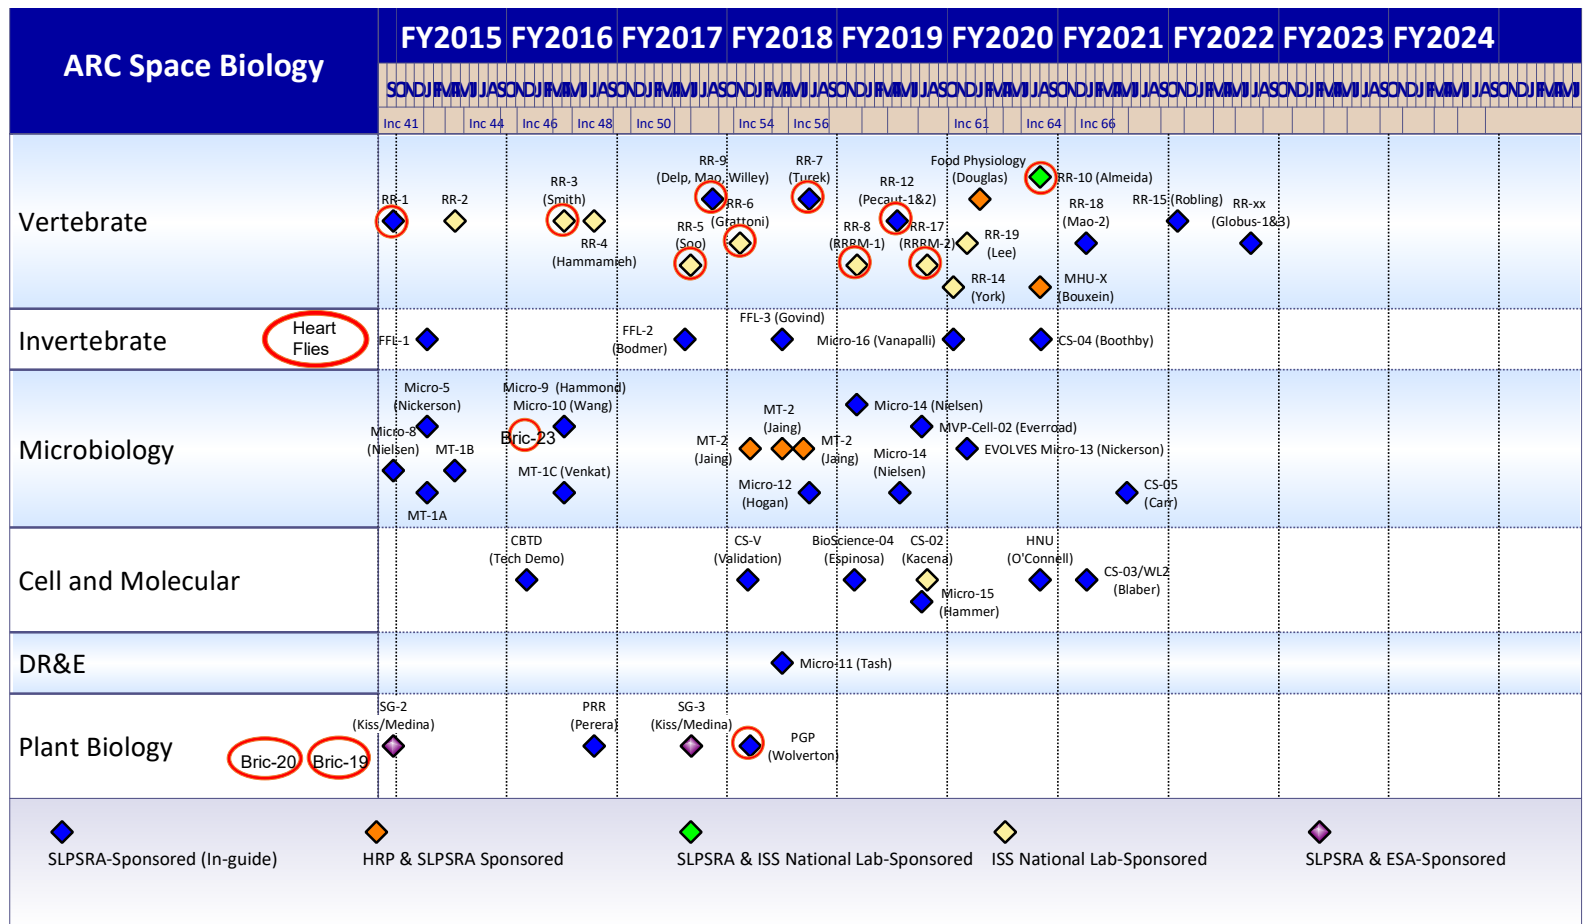 ARC Space Biology
FY2015 FY2016 FY2017 FY2018 FY2019 FY2020 FY2021 FY2022 FY2023 FY2024
Inc 41 Inc 44 Inc 46 Inc 48 Inc 50 Inc 54 Inc 56 Inc 61 Inc 64 Inc 66
Vertebrate
RR-1
RR-2
RR-3
(Smith)
RR-4
(Hammamieh)
RR-9
(Delp, Mao, Willey)
RR-5
(Soo)
RR-6
(Grattoni)
RR-7
(Turek)
RR-12
(Pecaut-1&2)
RR-8
(RRRM-1)
RR-17
(RRRM-2)
Food Physiology
(Douglas)
RR-19
(Lee)
RR-14
(York)
RR-10 (Almeida)
MHU-X
(Bouxein)
RR-18
(Mao-2)
RR-15 (Robling)
RR-xx
(Globus-1&3)
Invertebrate
Heart
Flies
FFL-1
FFL-2
(Bodmer)
FFL-3 (Govind)
Micro-16 (Vanapalli)
CS-04 (Boothby)
Microbiology
Micro-5
(Nickerson)
Micro-8
(Nielsen)
MT-1B
MT-1A
Micro-9 (Hammond)
Micro-10 (Wang)
Bric-23
MT-1C (Venkat)
MT-2
(Jaing)
MT-2
(Jaing)
MT-2
(Jaing)
Micro-12
(Hogan)
Micro-14 (Nielsen)
MVP-Cell-02 (Everroad)
Micro-14
(Nielsen)
EVOLVES Micro-13 (Nickerson)
CS-05
(Carr)
Cell and Molecular
CBTD
(Tech Demo)
CS-V
(Validation)
BioScience-04
(Espinosa)
CS-02
(Kacena)
Micro-15
(Hammer)
HNU
(O'Connell)
CS-03/WL2
(Blaber)
DR&E
Micro-11 (Tash)
Plant Biology
Bric-20
Bric-19
SG-2
(Kiss/Medina)
PRR
(Perera)
SG-3
(Kiss/Medina)
PGP
(Wolverton)
SLPSRA-Sponsored (In-guide)
HRP & SLPSRA Sponsored
SLPSRA & ISS National Lab-Sponsored
ISS National Lab-Sponsored
SLPSRA & ESA-Sponsored